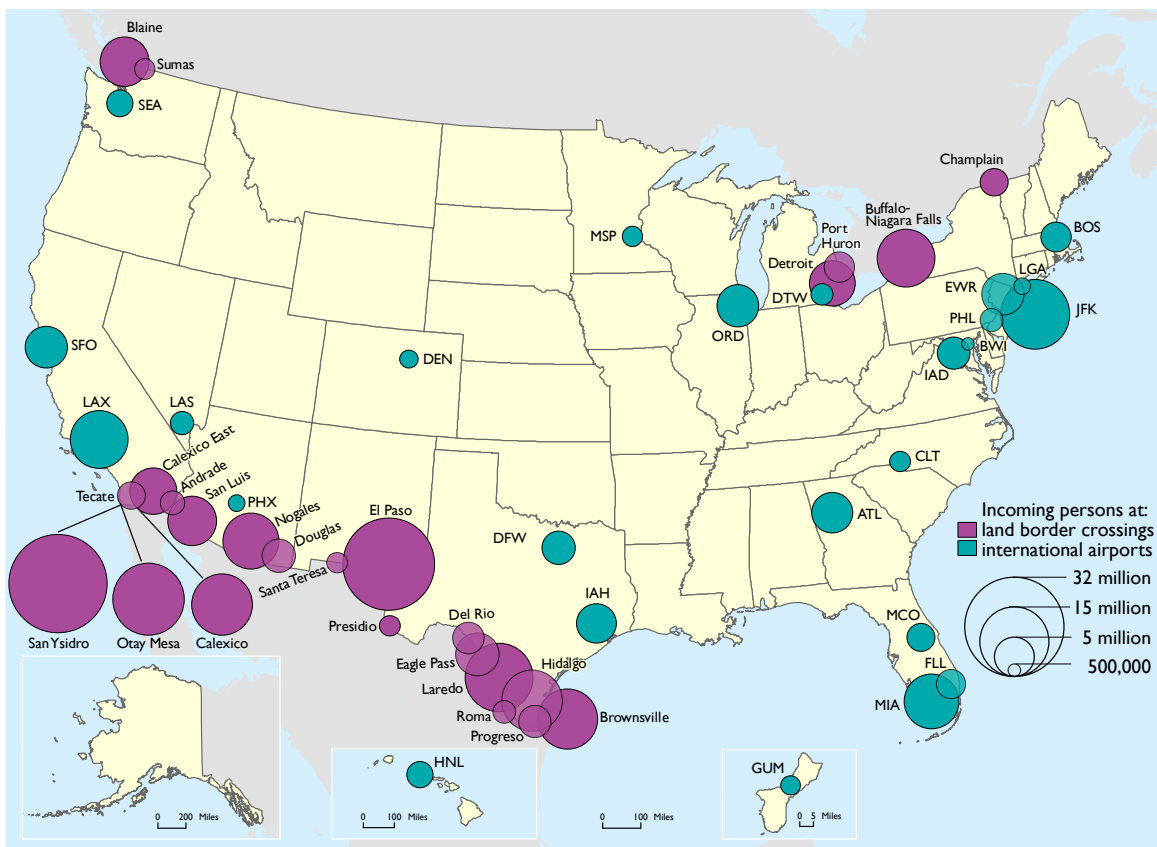 Blaine
Sumas
SEA
Champlain
Buffalo-
Niagara Falls
Port
Huron
MSP
BOS
Detroit
LGA
EWR
DTW
JFK
PHL
ORD
SFO
BWI
DEN
IAD
LAX
LAS
Calexico East
CLT
Andrade
San Luis
Tecate
PHX
El Paso
Nogales
ATL
Douglas
DFW
Santa Teresa
Incoming persons at:
land border crossings
international airports
32 million
15 million
5 million
500,000
IAH
Del Rio
MCO
Presidio
San Ysidro
Otay Mesa
Calexico
Eagle Pass
Hidalgo
FLL
Laredo
MIA
Roma
Brownsville
Progreso
HNL
GUM
0 200 Miles
0 100 Miles
0 100 Miles
0 5 Miles